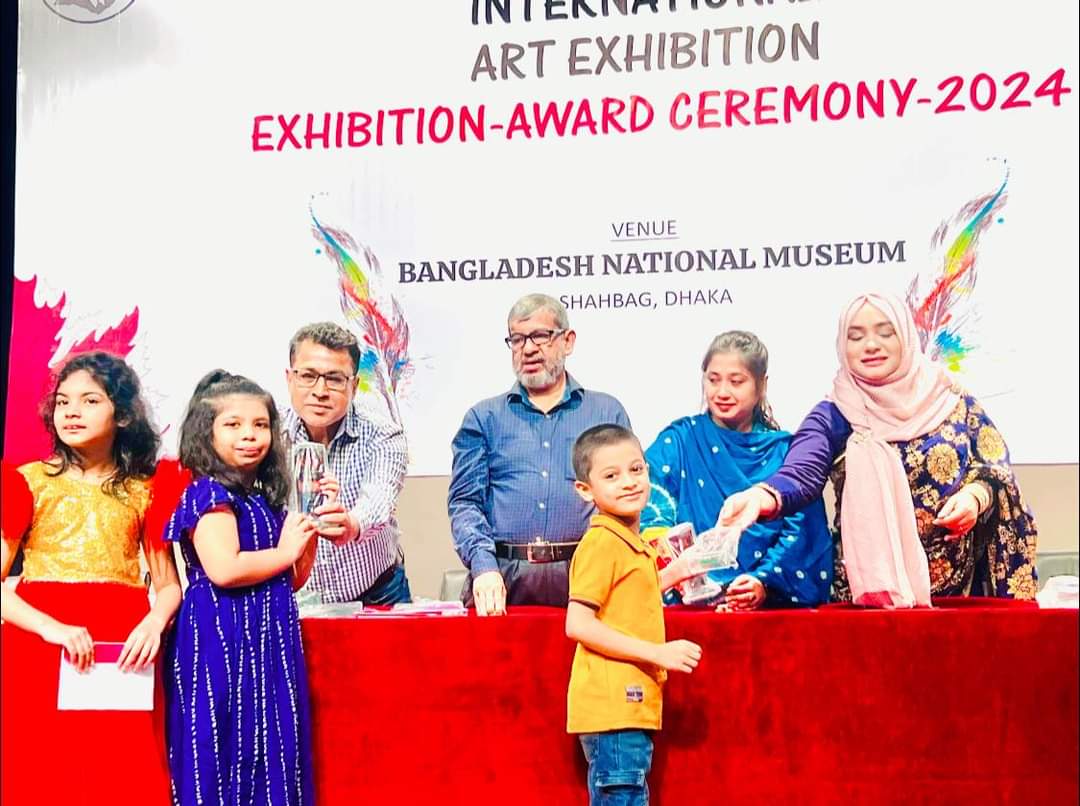 ART EXHIBITION
EXHIBITION-AWARD CEREMONY-2024
VENUE
BANGLADESH NATIONAL MUSEUM
SHAHBAG, DHAKA